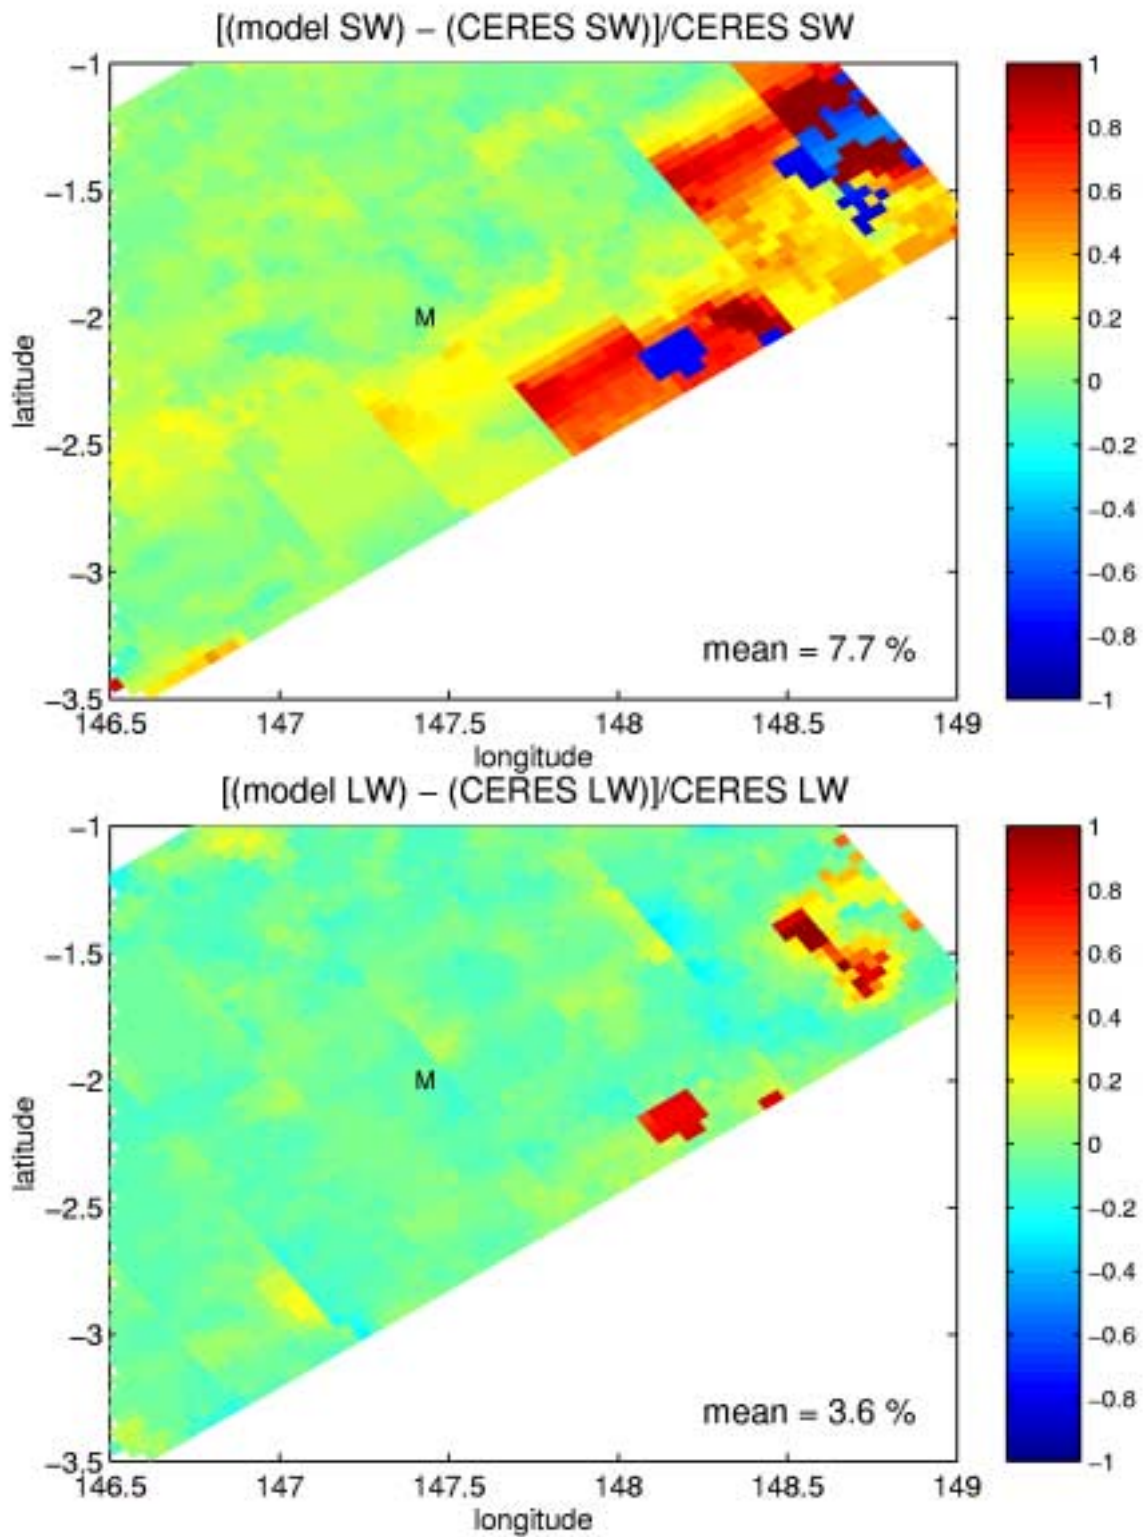 [(model SW) − (CERES SW)]/CERES SW
−1
−1.5
−2
−2.5
−3
−3.5
latitude
M
mean = 7.7 %
146.5 147 147.5 148 148.5 149
longitude
1
0.8
0.6
0.4
0.2
0
−0.2
−0.4
−0.6
−0.8
−1
[(model LW) − (CERES LW)]/CERES LW
−1
−1.5
−2
−2.5
−3
−3.5
latitude
M
mean = 3.6 %
146.5 147 147.5 148 148.5 149
longitude
1
0.8
0.6
0.4
0.2
0
−0.2
−0.4
−0.6
−0.8
−1